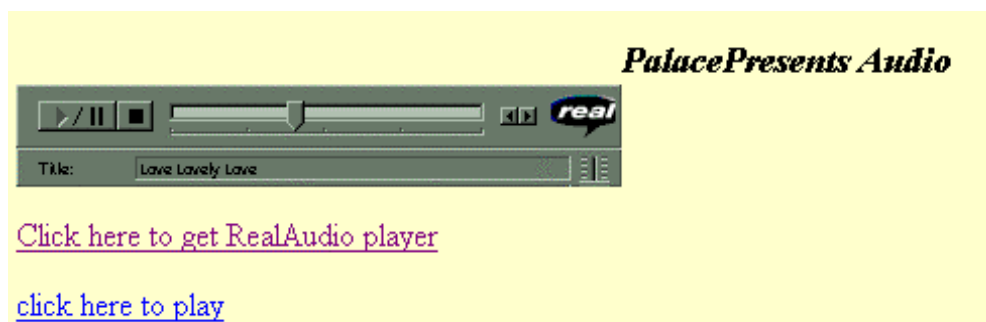 PalacePresents Audio
real
Title: Love Lovely Love
Click here to get RealAudio player
click here to play